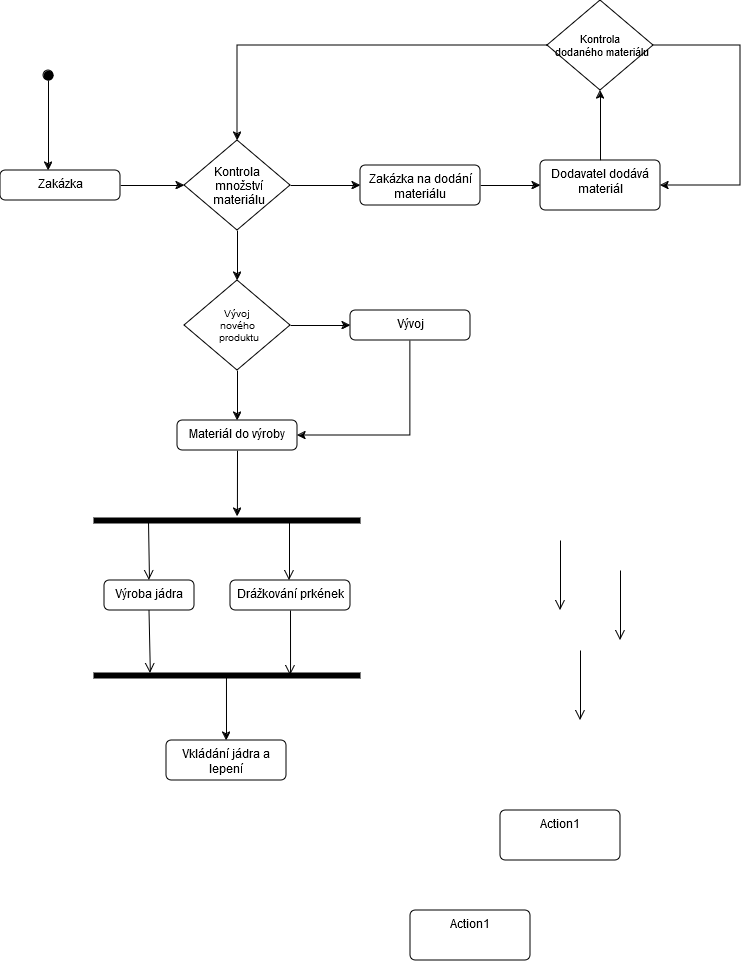 Kontrola
dodaného materiálu
Zakázka
Kontrola
množství
materiálu
Zakázka na dodání
materiálu
Dodavatel dodává
materiál
Vývoj
nového
produktu
Vývoj
Materiál do výroby
Výroba jádra
Drážkování prkének
Vkládání jádra a
lepení
Action1
Action1